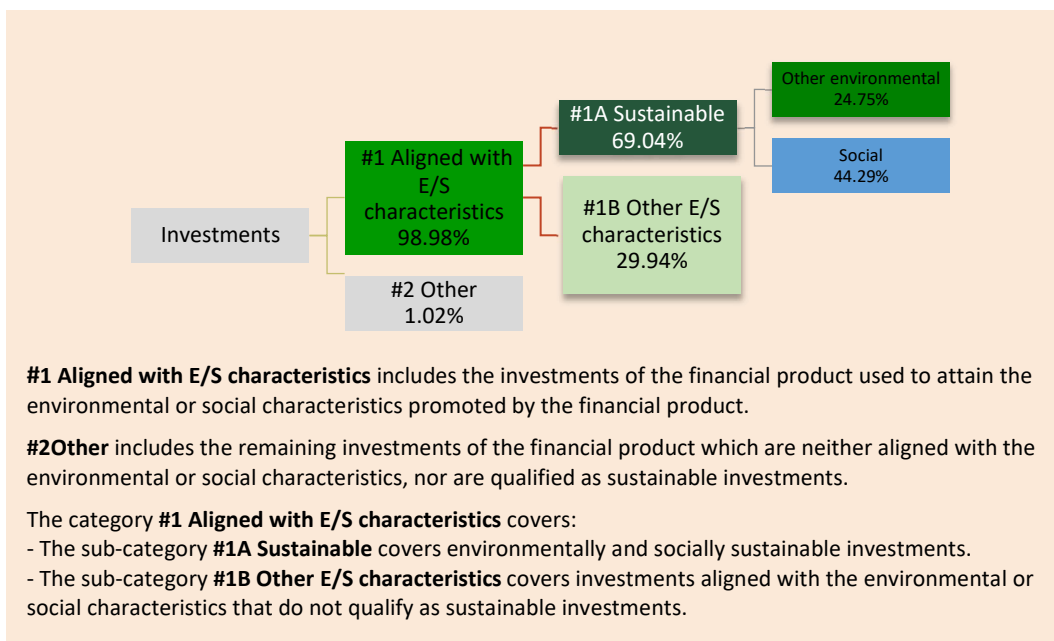 Other environmental
24.75%
#1A Sustainable
69.04%
Social
44.29%
#1 Aligned with
E/S
characteristics
98.98%
#1B Other E/S
characteristics
29.94%
Investments
#2 Other
1.02%
#1 Aligned with E/S characteristics includes the investments of the financial product used to attain the
environmental or social characteristics promoted by the financial product.
#2Other includes the remaining investments of the financial product which are neither aligned with the
environmental or social characteristics, nor are qualified as sustainable investments.
The category #1 Aligned with E/S characteristics covers:
- The sub-category #1A Sustainable covers environmentally and socially sustainable investments.
- The sub-category #1B Other E/S characteristics covers investments aligned with the environmental or
social characteristics that do not qualify as sustainable investments.